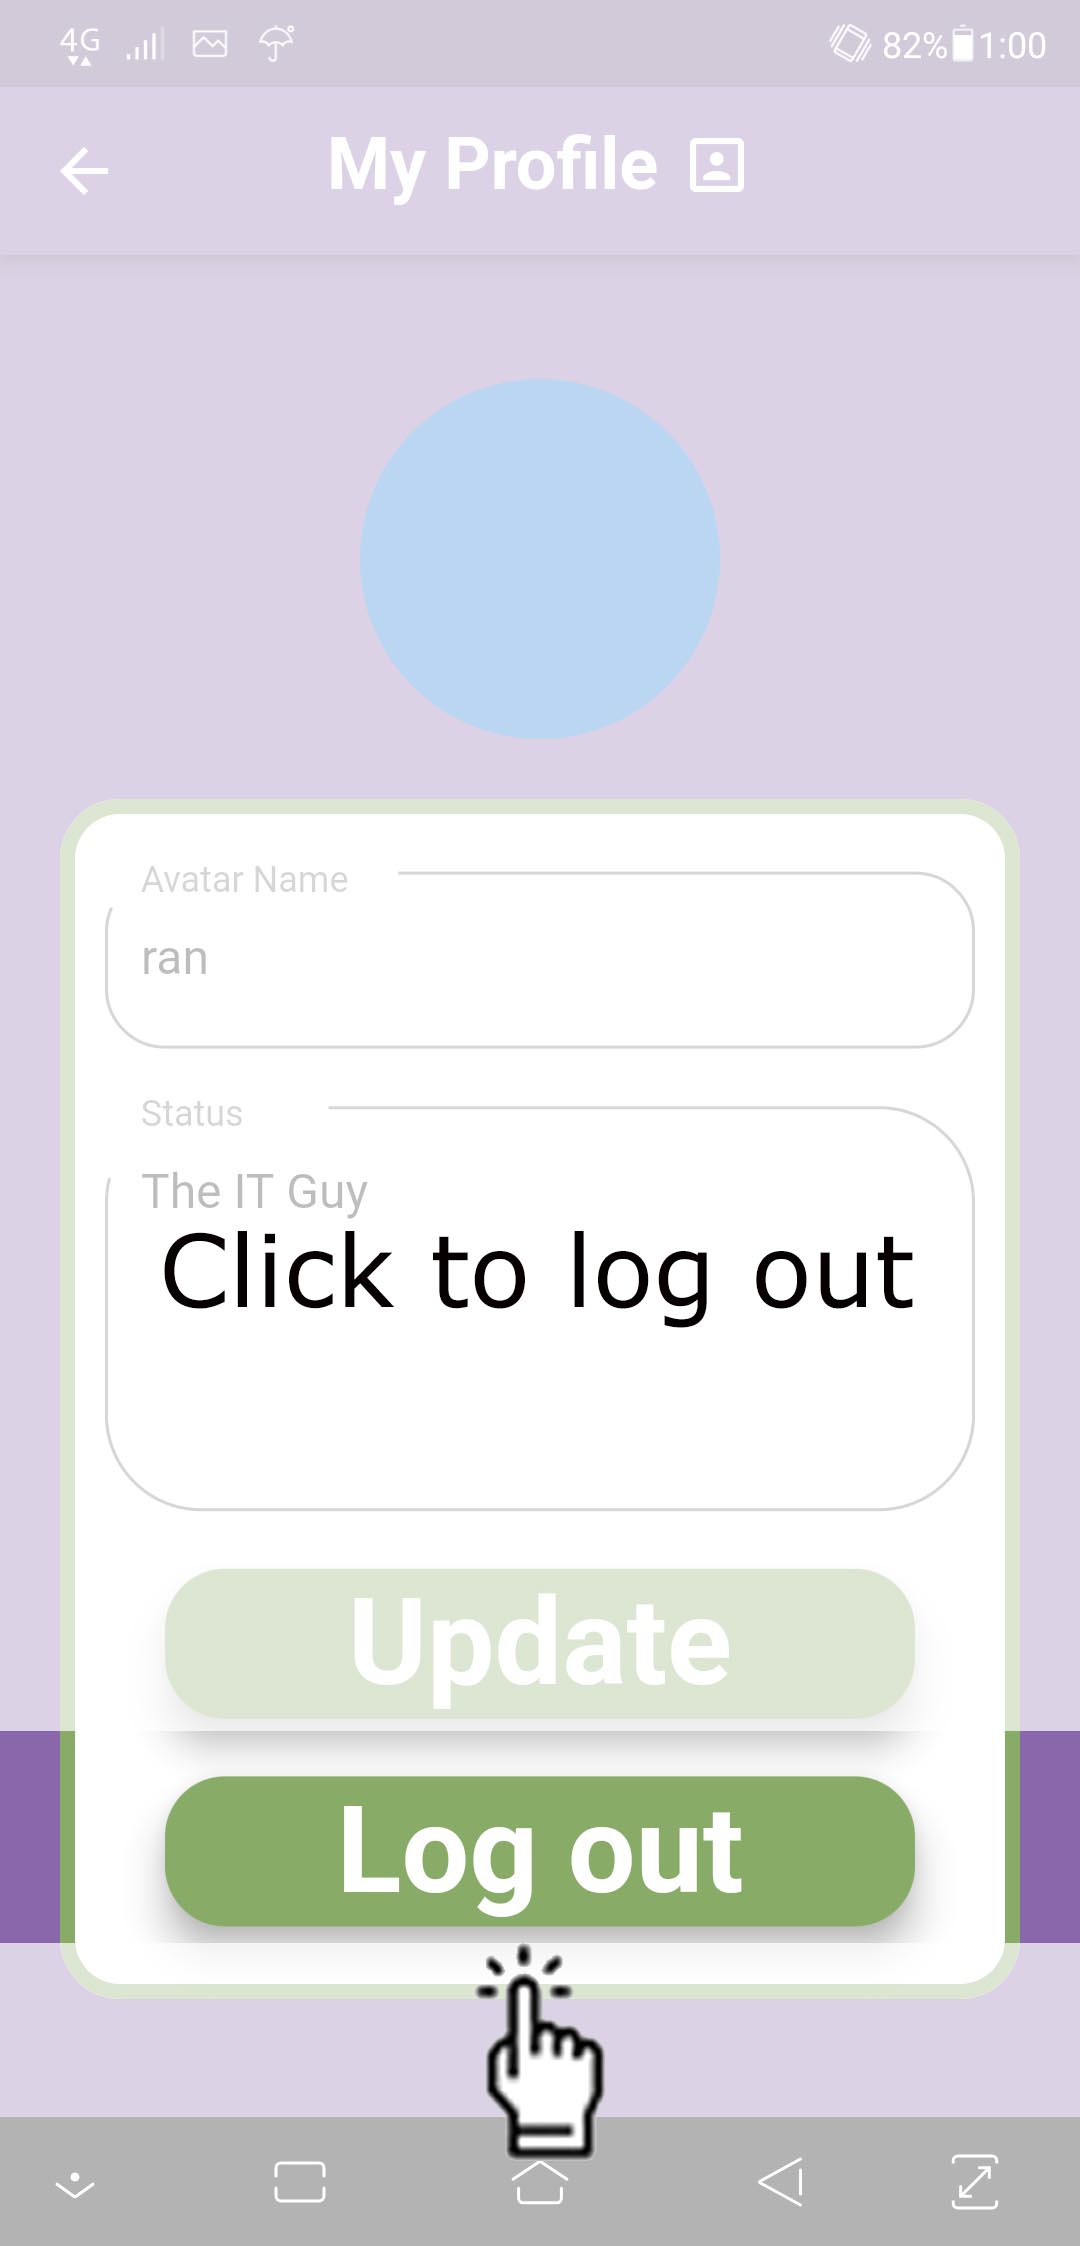 4G 82% 1:00
My Profile
Avatar Name
ran
Status
The IT Guy
Click to log out
Update
Log out